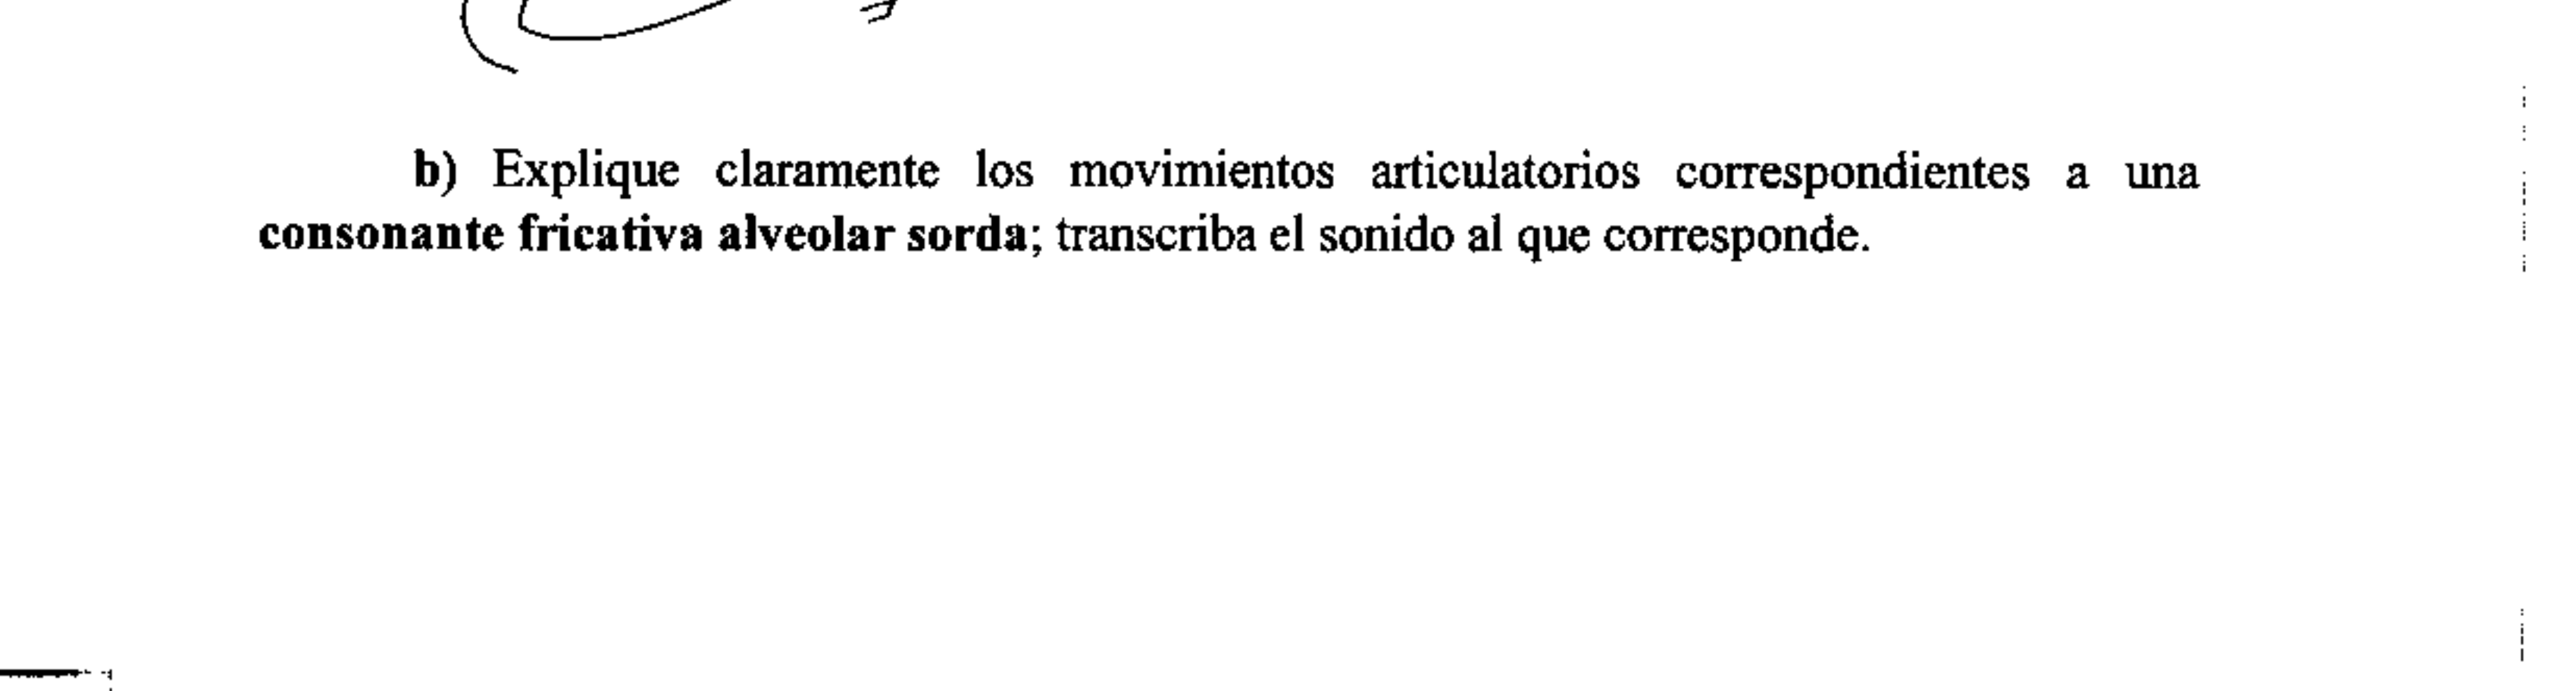 b) Explique claramente los movimientos articulatorios correspondientes a una
consonante fricativa alveolar sorda; transcriba el sonido al que corresponde.